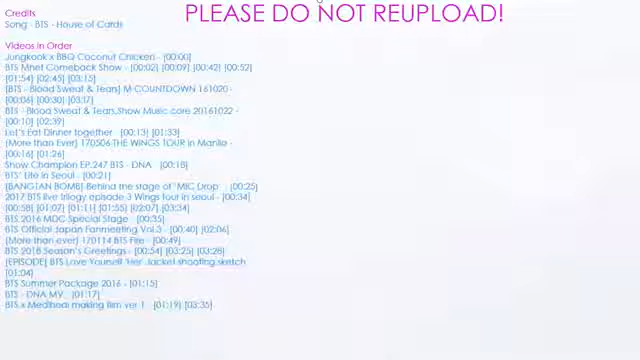 PLEASE DO NOT REUPLOAD!
Credits
Song - BTS - House of Cards
Videos in Order
Jungkook x BBQ Coconut Chicken - [00:00]
BTS Mnet Comeback Show - [00:02] [00:09] [00:42] [00:52]
[01:54] [02:45] [03:15]
[BTS - Blood Sweat & Tears] M COUNTDOWN 161020 -
[00:06] [00:30] [03:17]
BTS - Blood Sweat & Tears,Show Music core 20161022 -
[00:10] [02:39]
Let's Eat Dinner together [00:13] [01:33]
(More than Ever) 170506 THE WINGS TOUR in Manila -
[00:16] [01:26]
Show Champion EP.247 BTS - DNA [00:18]
BTS' Life in Seoul - [00:21]
[BANGTAN BOMB] Behind the stage of 'MIC Drop' [00:25]
2017 BTS live trilogy episode 3 Wings tour in seoul - [00:34]
[00:58] [01:07] [01:11] [01:55] [02:07] [03:34]
BTS 2016 MDC Special Stage [00:35]
BTS Official Japan Fanmeeting Vol.3 - [00:40] [02:06]
(More than ever) 170114 BTS Fire - [00:49]
BTS 2018 Season's Greetings - [00:54] [03:25] [03:28]
[EPISODE] BTS Love Yourself 'Her' Jacket shooting sketch
[01:04]
BTS Summer Package 2016 - [01:15]
BTS - DNA MV [01:17]
BTS x Mediheal making film ver 1 [01:19] [03:35]